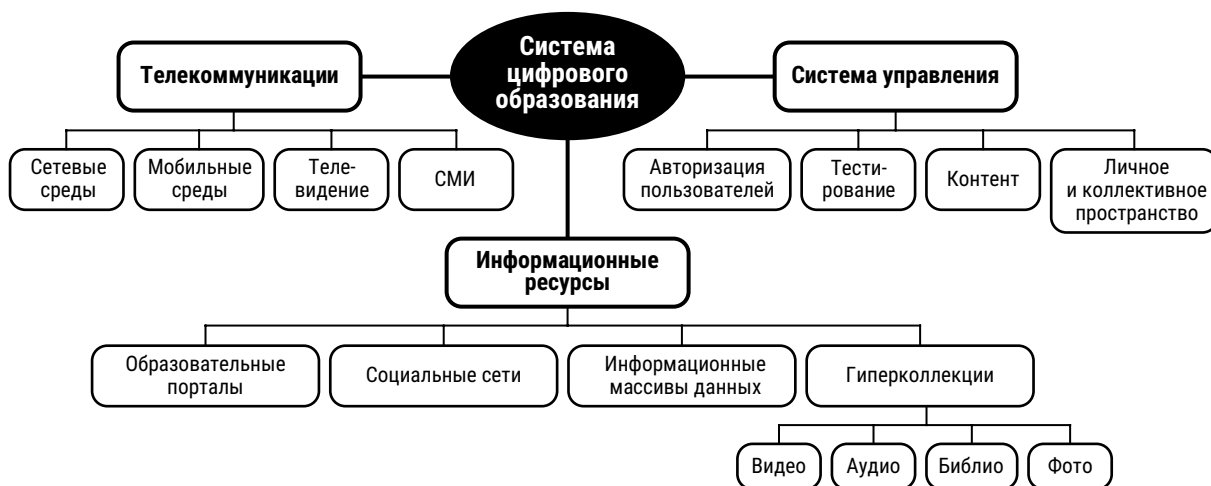 Система
цифрового
образования
Телекоммуникации
Система управления
Сетевые
среды
Мобильные
среды
Теле-
видение
СМИ
Авторизация
пользователей
Тести-
рование
Контент
Личное
и коллективное
пространство
Информационные
ресурсы
Образовательные
порталы
Социальные сети
Информационные
массивы данных
Гиперколлекции
Видео
Аудио
Библио
Фото